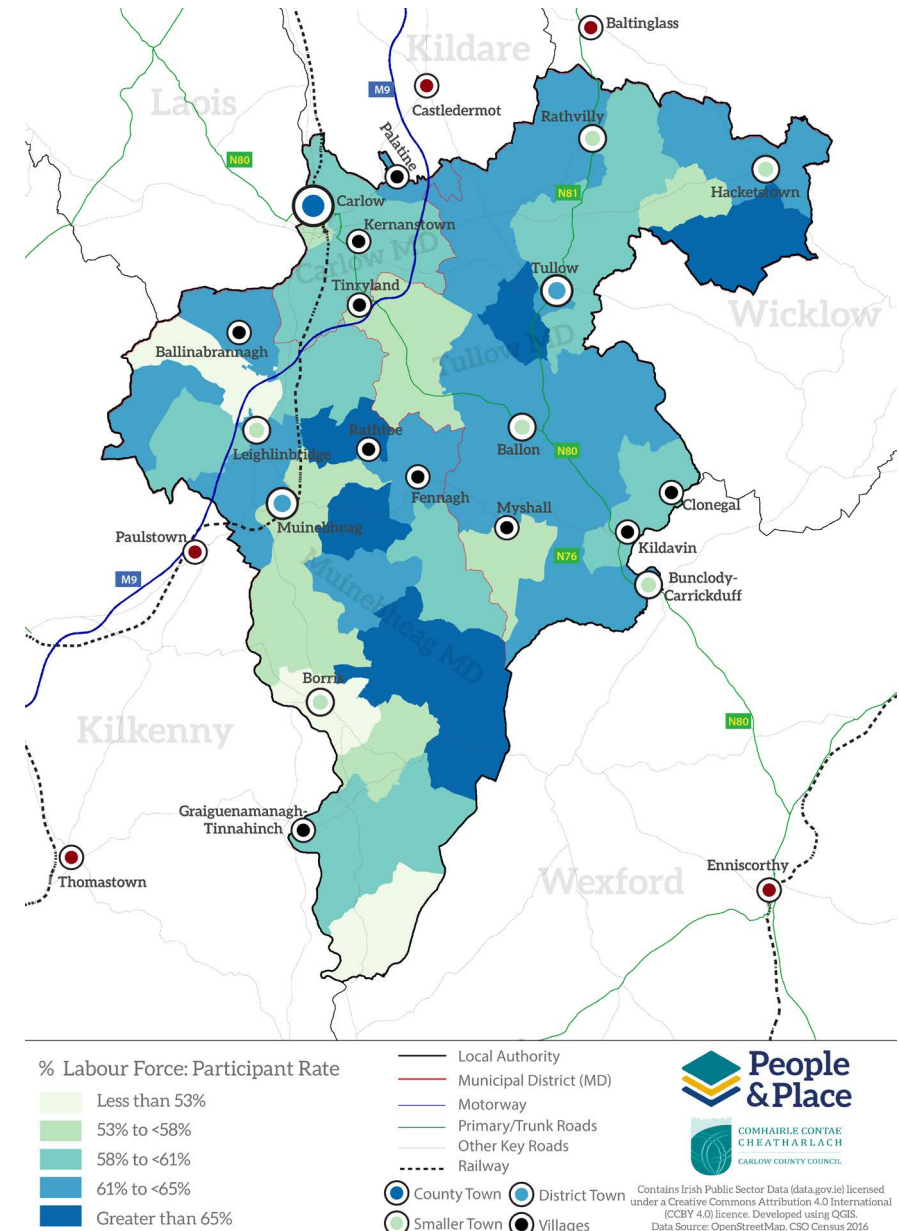 Baltinglass
Kildare
M9
Castledermot
Laois
Rathvilly
Palatine
N80
Hacketstown
N81
Carlow
Kernanstown
Carlow MD
Tullow
Tinryland
Wicklow
Tullow MD
Ballinabrannagh
Rathtoe
Leighlinbridge
Ballon
N80
Fennagh
Clonegal
Myshall
Muinebheag
Paulstown
Kildavin
N76
M9
Bunclody-
Carrickduff
Muinebheag MD
Borris
N80
Kilkenny
Graiguenamanagh-
Tinnahinch
Enniscorthy
Thomastown
Wexford
% Labour Force: Participant Rate
Less than 53%
53% to <58%
58% to <61%
61% to <65%
Greater than 65%
Local Authority
Municipal District (MD)
Motorway
Primary/Trunk Roads
Other Key Roads
Railway
County Town
District Town
Smaller Town
Villages
People
&Place
COMHAIRLE CONTAE
CHEATHARLACH
CARLOW COUNTY COUNCIL
Contains Irish Public Sector Data (data.gov.ie) licensed
under a Creative Commons Attribution 4.0 International
(CCBY 4.0) licence. Developed using QGIS.
Data Source: OpenStreetMap, CSO Census 2016